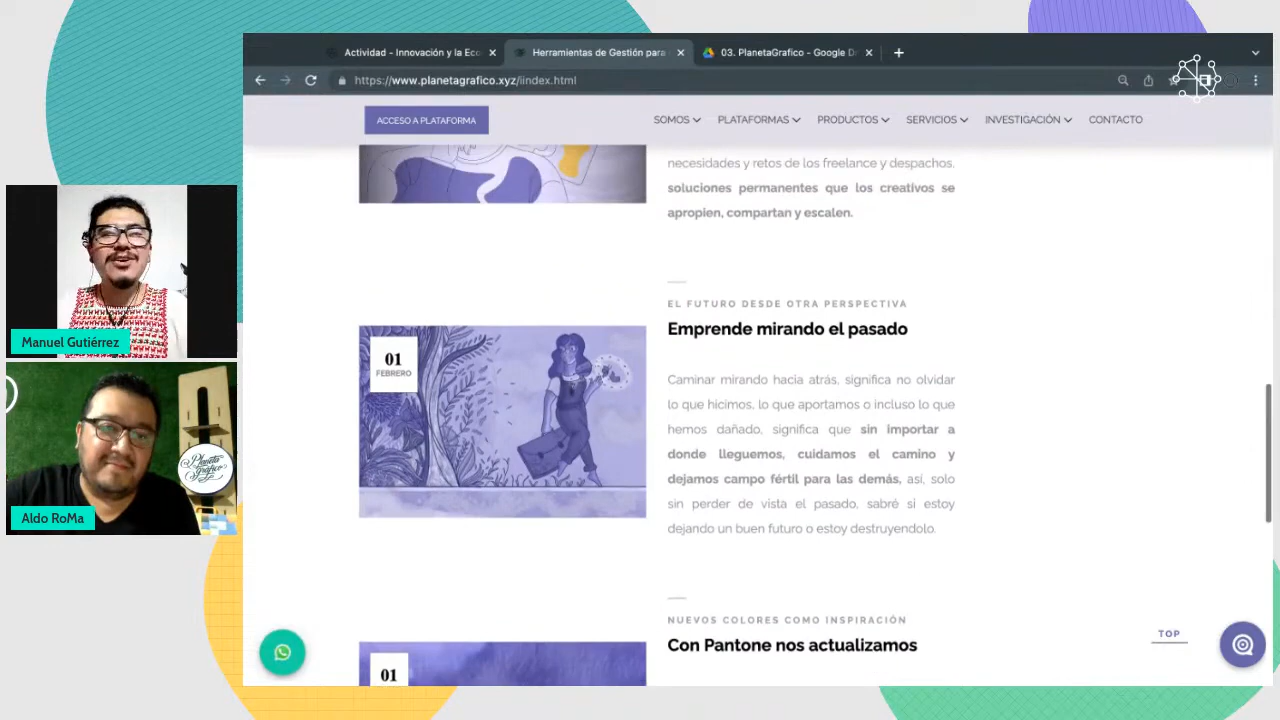 Actividad - Innovación y la Eco
Herramientas de Gestión para
03. PlanetaGrafico - Google D
https://www.planetagrafico.xyz/iindex.html
ACCESO A PLATAFORMA
SOMOS
PLATAFORMAS
PRODUCTOS
SERVICIOS
INVESTIGACIÓN
CONTACTO
necesidades y retos de los freelance y despachos,
soluciones permanentes que los creativos se
apropien, compartan y escalen.
EL FUTURO DESDE OTRA PERSPECTIVA
Emprende mirando el pasado
01
FEBRERO
Caminar mirando hacia atrás, significa no olvidar
lo que hicimos, lo que aportamos o incluso lo que
hemos dañado, significa que sin importar a
donde lleguemos, cuidamos el camino y
dejamos campo fértil para las demás, así, solo
sin perder de vista el pasado, sabré si estoy
dejando un buen futuro o estoy destruyendolo.
NUEVOS COLORES COMO INSPIRACIÓN
Con Pantone nos actualizamos
01
TOP
Manuel Gutiérrez
Planeta
gráfico
Aldo RoMa